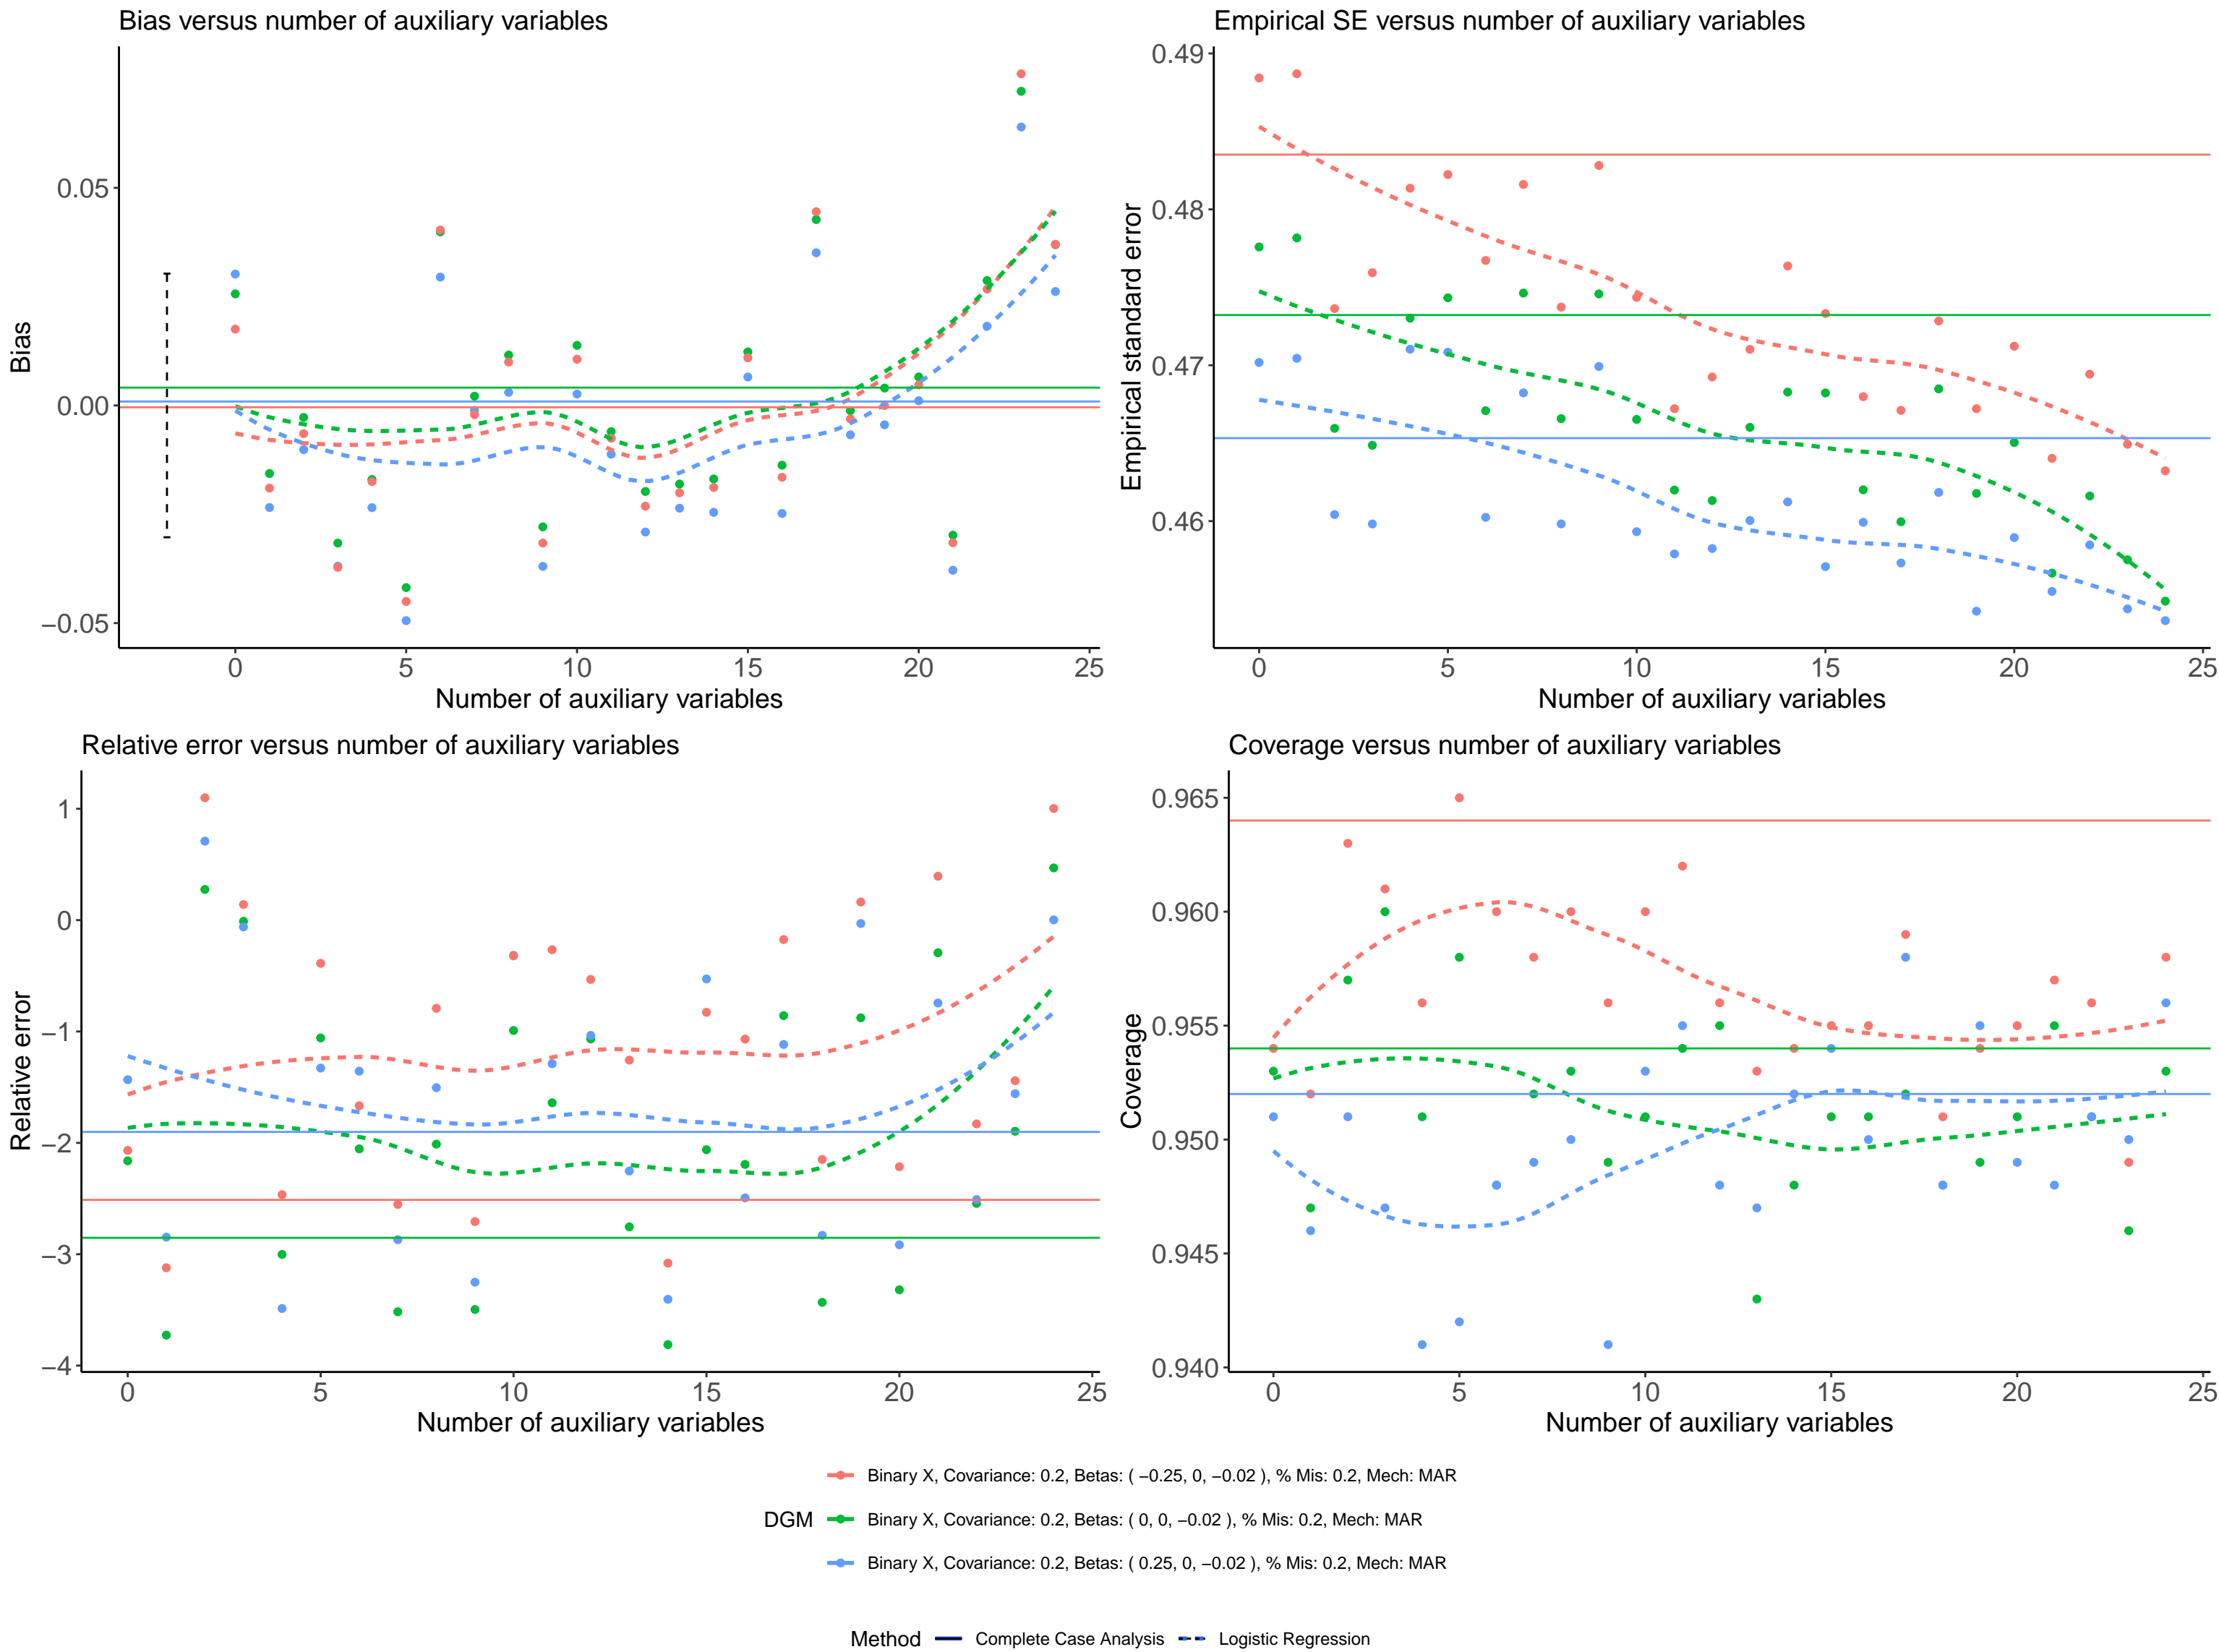 Bias versus number of auxiliary variables
Empirical SE versus number of auxiliary variables
Bias
0.05
0.00
−0.05
0 5 10 15 20 25
Number of auxiliary variables
Empirical standard error
0.49
0.48
0.47
0.46
0 5 10 15 20 25
Number of auxiliary variables
Relative error versus number of auxiliary variables
Coverage versus number of auxiliary variables
Relative error
1
0
−1
−2
−3
−4
0 5 10 15 20 25
Number of auxiliary variables
Coverage
0.965
0.960
0.955
0.950
0.945
0.940
0 5 10 15 20 25
Number of auxiliary variables
DGM
Binary X, Covariance: 0.2, Betas: ( −0.25, 0, −0.02 ), % Mis: 0.2, Mech: MAR
Binary X, Covariance: 0.2, Betas: ( 0, 0, −0.02 ), % Mis: 0.2, Mech: MAR
Binary X, Covariance: 0.2, Betas: ( 0.25, 0, −0.02 ), % Mis: 0.2, Mech: MAR
Method Complete Case Analysis Logistic Regression